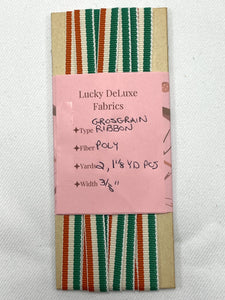 Lucky DeLuxe
Fabrics
GROSGRAIN
Type RIBBON
Fiber POLY
Yards 2, 1 1/8 YD PCS
Width 3/8"